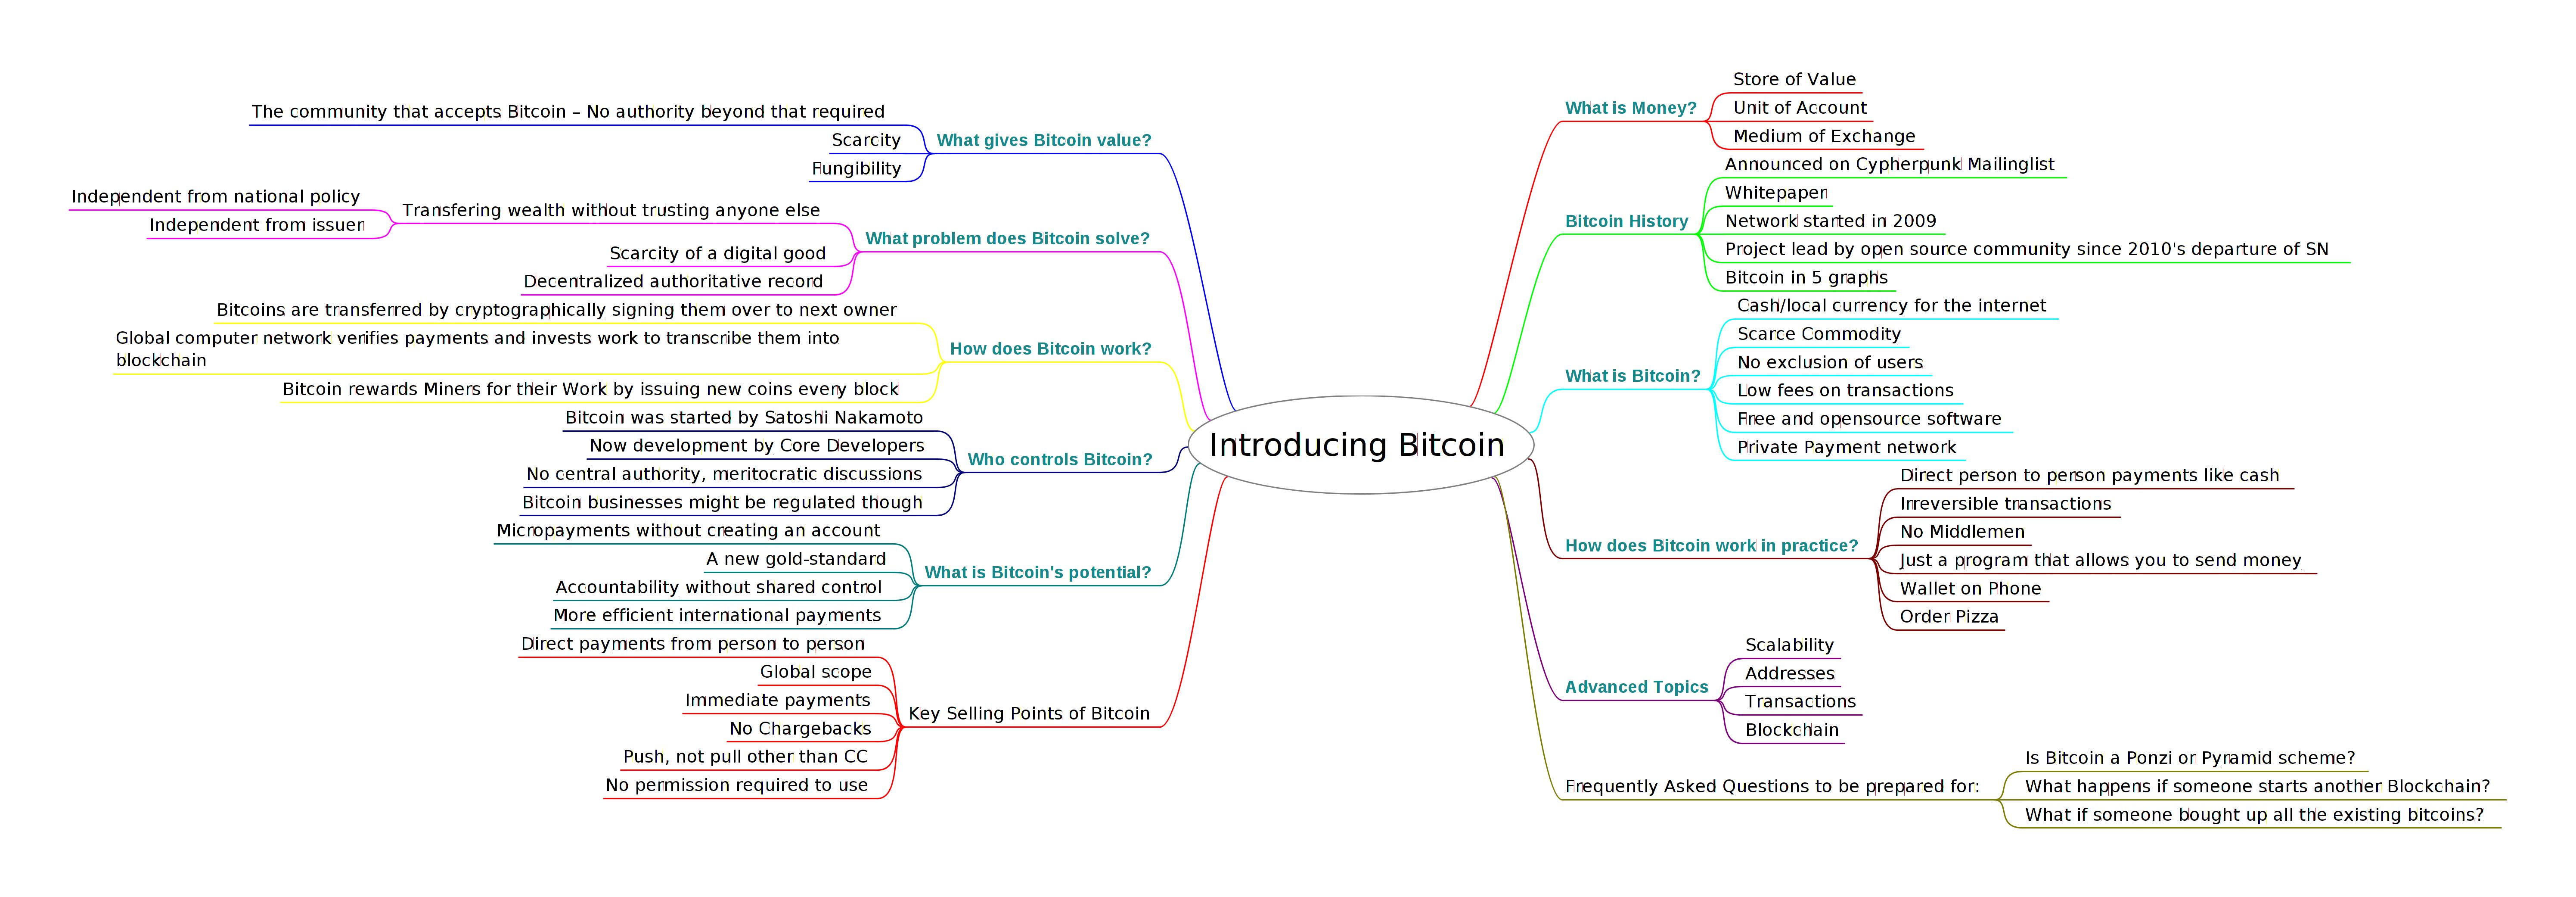 Introducing Bitcoin
What is Money?
Store of Value
Unit of Account
Medium of Exchange
Bitcoin History
Announced on Cypherpunk Mailinglist
Whitepaper
Network started in 2009
Project lead by open source community since 2010's departure of SN
Bitcoin in 5 graphs
What is Bitcoin?
Cash/local currency for the internet
Scarce Commodity
No exclusion of users
Low fees on transactions
Free and opensource software
Private Payment network
How does Bitcoin work in practice?
Direct person to person payments like cash
Irreversible transactions
No Middlemen
Just a program that allows you to send money
Wallet on Phone
Order Pizza
Advanced Topics
Scalability
Addresses
Transactions
Blockchain
Frequently Asked Questions to be prepared for:
Is Bitcoin a Ponzi or Pyramid scheme?
What happens if someone starts another Blockchain?
What if someone bought up all the existing bitcoins?
What gives Bitcoin value?
The community that accepts Bitcoin – No authority beyond that required
Scarcity
Fungibility
What problem does Bitcoin solve?
Transfering wealth without trusting anyone else
Independent from national policy
Independent from issuer
Scarcity of a digital good
Decentralized authoritative record
How does Bitcoin work?
Bitcoins are transferred by cryptographically signing them over to next owner
Global computer network verifies payments and invests work to transcribe them into
blockchain
Bitcoin rewards Miners for their Work by issuing new coins every block
Who controls Bitcoin?
Bitcoin was started by Satoshi Nakamoto
Now development by Core Developers
No central authority, meritocratic discussions
Bitcoin businesses might be regulated though
What is Bitcoin's potential?
Micropayments without creating an account
A new gold-standard
Accountability without shared control
More efficient international payments
Key Selling Points of Bitcoin
Direct payments from person to person
Global scope
Immediate payments
No Chargebacks
Push, not pull other than CC
No permission required to use